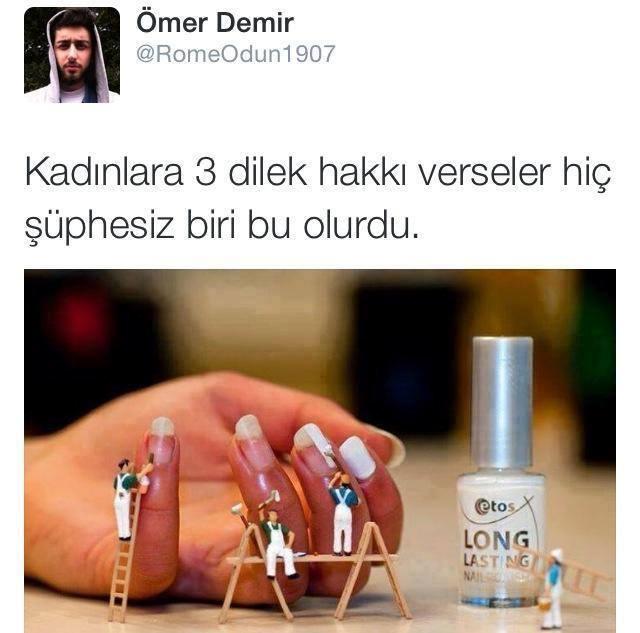 Ömer Demir
@RomeOdun1907
Kadınlara 3 dilek hakkı verseler hiç
şüphesiz biri bu olurdu.
etos
LONG
LASTING